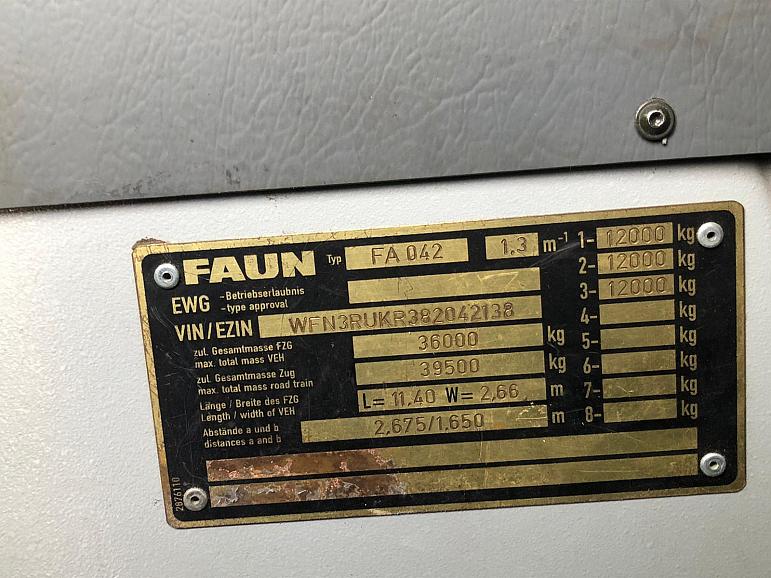 FAUN Typ FA 042 1.3 m⁻¹ 1- 12000 kg
2- 12000 kg
EWG -Betriebserlaubnis
-type approval
3- 12000 kg
VIN/EZIN WFN3RUKR382042138 4- kg
zul. Gesamtmasse FZG
max. total mass VEH
36000 kg 5- kg
zul. Gesamtmasse Zug
max. total mass road train
39500 kg 6- kg
Länge / Breite des FZG
Length / width of VEH
L= 11,40 W= 2,66 m 7- kg
Abstände a und b
distances a and b
2,675/1,650 m 8- kg
2876110